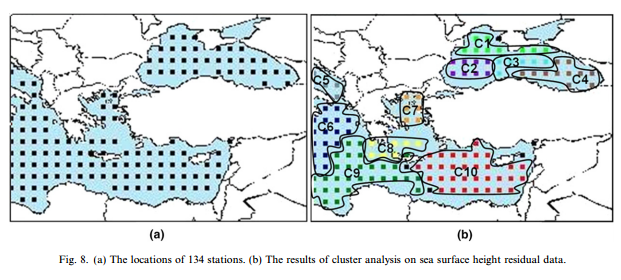 C1
C2
C3
C4
C5
C6
C7
C8
C9
C10
(a)
(b)
Fig. 8. (a) The locations of 134 stations. (b) The results of cluster analysis on sea surface height residual data.